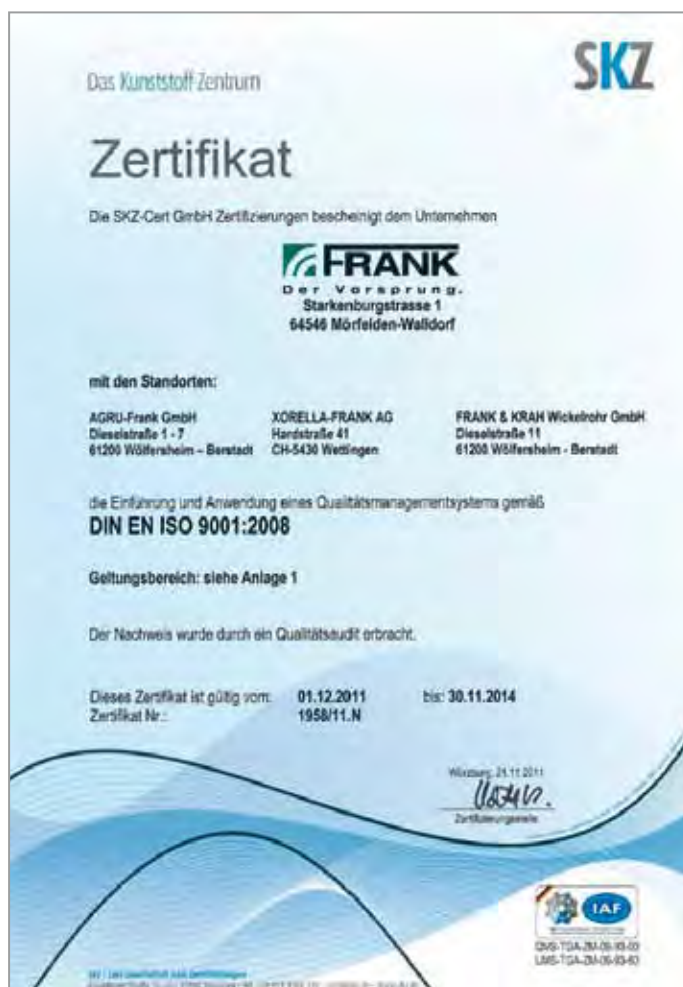 Das Kunststoff-Zentrum
SKZ
Zertifikat
Die SKZ-Cert GmbH Zertifizierungen bescheinigt dem Unternehmen
FRANK
Der Vorsprung.
Starkenburgstrasse 1
64546 Mörfelden-Walldorf
mit den Standorten:
AGRU-Frank GmbH
Dieselstraße 1 - 7
61200 Wölfersheim – Berstadt
XORELLA-FRANK AG
Hardstraße 41
CH-5430 Wettingen
FRANK & KRAH Wickelrohr GmbH
Dieselstraße 11
61200 Wölfersheim - Berstadt
die Einführung und Anwendung eines Qualitätsmanagementsystems gemäß
DIN EN ISO 9001:2008
Geltungsbereich: siehe Anlage 1
Der Nachweis wurde durch ein Qualitätsaudit erbracht.
Dieses Zertifikat ist gültig vom: 01.12.2011 bis: 30.11.2014
Zertifikat Nr.: 1958/11.N
Würzburg, 11.2011
Zertifizierungsstelle
IAF